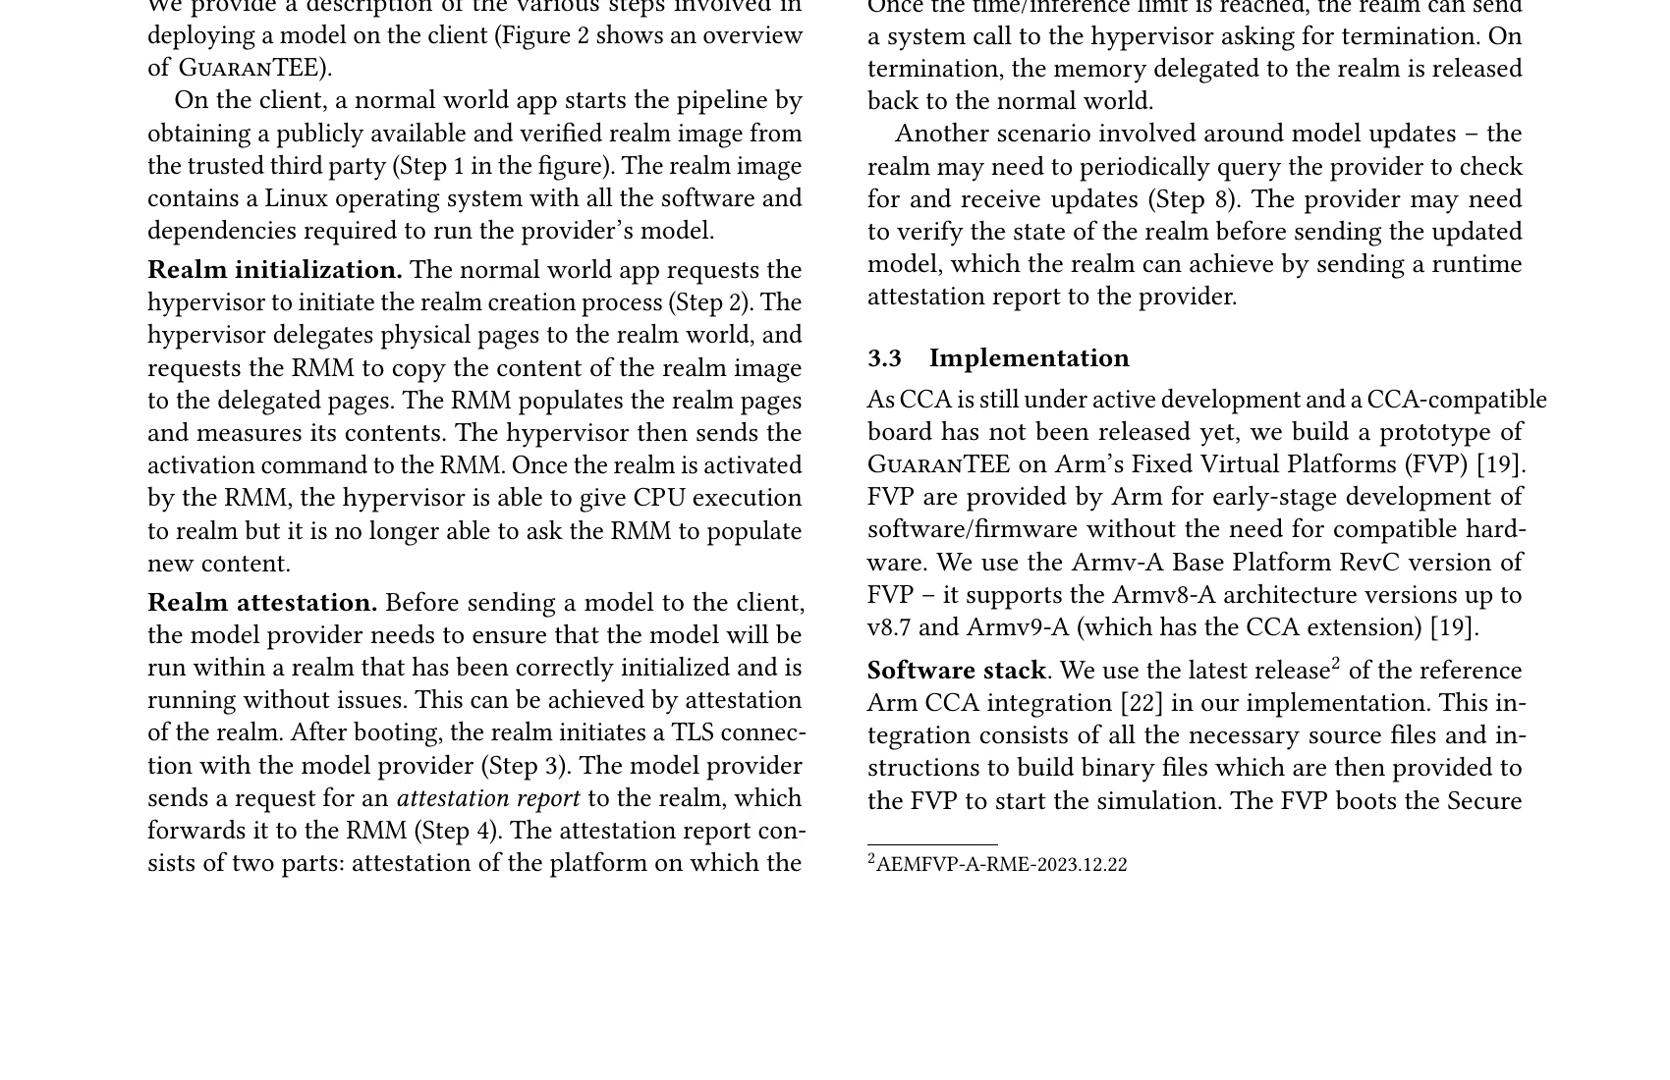 We provide a description of the various steps involved in
deploying a model on the client (Figure 2 shows an overview
of GUARANTEE).
On the client, a normal world app starts the pipeline by
obtaining a publicly available and verified realm image from
the trusted third party (Step 1 in the figure). The realm image
contains a Linux operating system with all the software and
dependencies required to run the provider's model.
Realm initialization. The normal world app requests the
hypervisor to initiate the realm creation process (Step 2). The
hypervisor delegates physical pages to the realm world, and
requests the RMM to copy the content of the realm image
to the delegated pages. The RMM populates the realm pages
and measures its contents. The hypervisor then sends the
activation command to the RMM. Once the realm is activated
by the RMM, the hypervisor is able to give CPU execution
to realm but it is no longer able to ask the RMM to populate
new content.
Realm attestation. Before sending a model to the client,
the model provider needs to ensure that the model will be
run within a realm that has been correctly initialized and is
running without issues. This can be achieved by attestation
of the realm. After booting, the realm initiates a TLS connec-
tion with the model provider (Step 3). The model provider
sends a request for an attestation report to the realm, which
forwards it to the RMM (Step 4). The attestation report con-
sists of two parts: attestation of the platform on which the
Once the time/inference limit is reached, the realm can send
a system call to the hypervisor asking for termination. On
termination, the memory delegated to the realm is released
back to the normal world.
Another scenario involved around model updates – the
realm may need to periodically query the provider to check
for and receive updates (Step 8). The provider may need
to verify the state of the realm before sending the updated
model, which the realm can achieve by sending a runtime
attestation report to the provider.
3.3 Implementation
As CCA is still under active development and a CCA-compatible
board has not been released yet, we build a prototype of
GUARANTEE on Arm's Fixed Virtual Platforms (FVP) [19].
FVP are provided by Arm for early-stage development of
software/firmware without the need for compatible hard-
ware. We use the Armv-A Base Platform RevC version of
FVP – it supports the Armv8-A architecture versions up to
v8.7 and Armv9-A (which has the CCA extension) [19].
Software stack. We use the latest release² of the reference
Arm CCA integration [22] in our implementation. This in-
tegration consists of all the necessary source files and in-
structions to build binary files which are then provided to
the FVP to start the simulation. The FVP boots the Secure
²AEMFVP-A-RME-2023.12.22